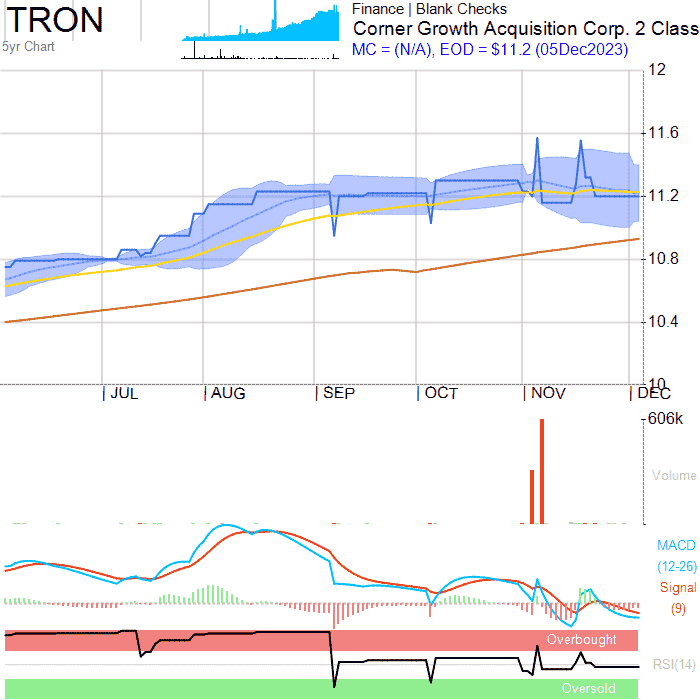 TRON
5yr Chart
Finance | Blank Checks
Corner Growth Acquisition Corp. 2 Class
MC = (N/A), EOD = $11.2 (05Dec2023)
12
11.6
11.2
10.8
10.4
10
JUL
AUG
SEP
OCT
NOV
DEC
606k
Volume
MACD
(12-26)
Signal
(9)
Overbought
RSI(14)
Oversold